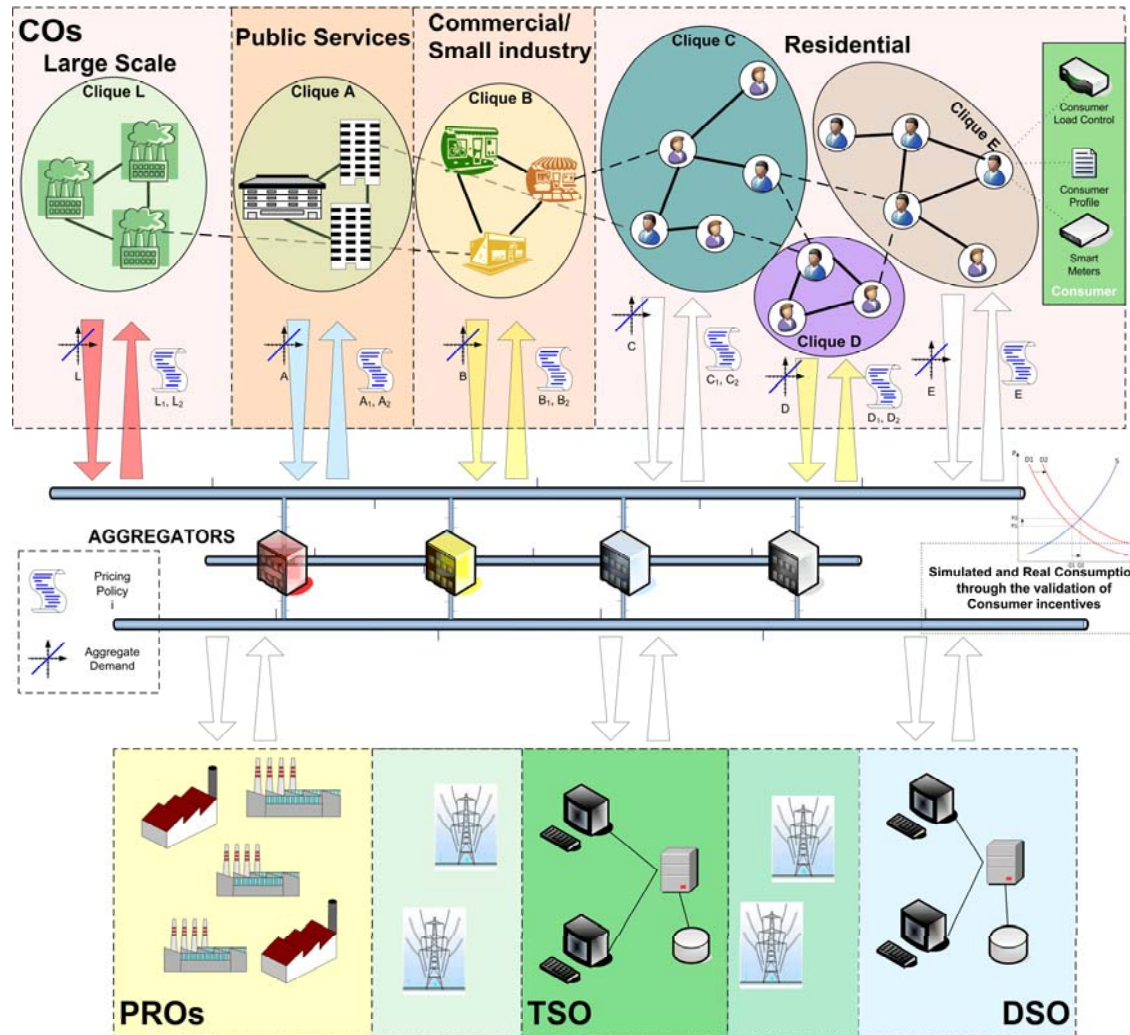 COs
Large Scale
Clique L
Public Services
Clique A
Commercial/
Small industry
Clique B
Clique C
Residential
Clique E
Clique D
Consumer
Load Control
Consumer
Profile
Smart
Meters
Consumer
L
L₁, L₂
A
A₁, A₂
B
B₁, B₂
C
C₁, C₂
D
D₁, D₂
E
E
AGGREGATORS
Pricing
Policy
i
Aggregate
Demand
P
D1 D2
S
Simulated and Real Consumption
through the validation of
Consumer incentives
PROs
TSO
DSO